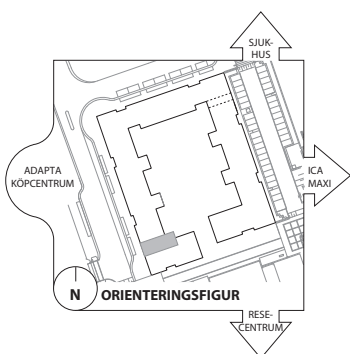 SJUK-
HUS
ADAPTA
KÖPCENTRUM
ICA
MAXI
N ORIENTERINGSFIGUR
RESE-
CENTRUM